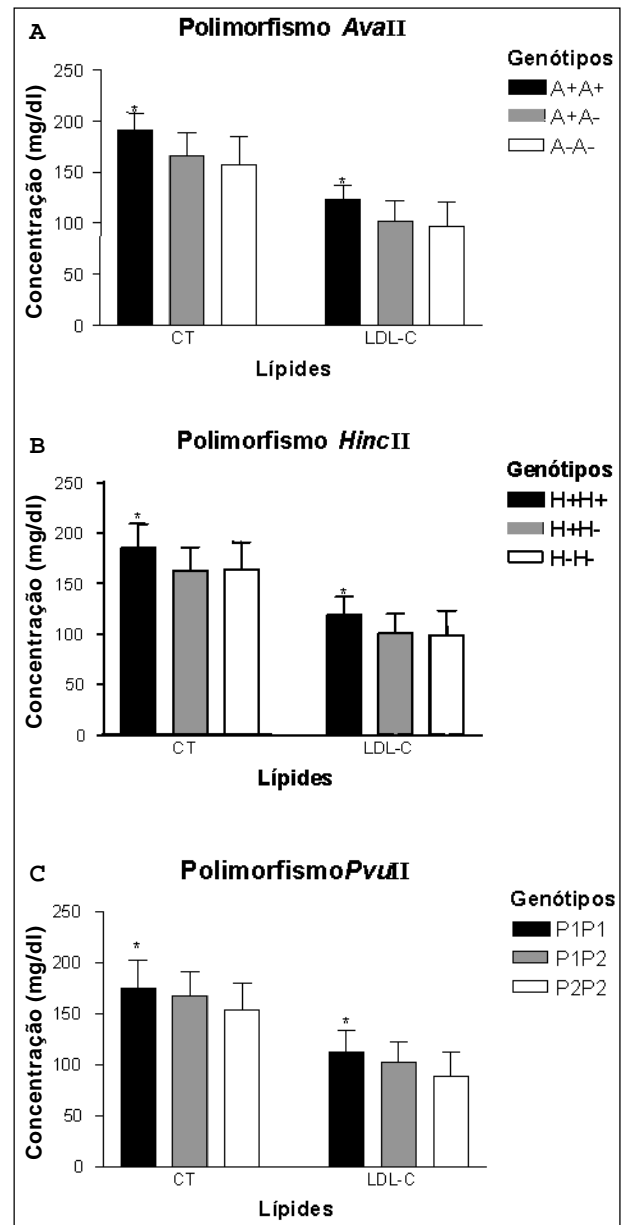 A
Polimorfismo AvaII
Genótipos
A+A+
A+A-
A-A-
Concentração (mg/dl)
250
200
150
100
50
0
*
*
CT
LDL-C
Lípides
B
Polimorfismo HincII
Genótipos
H+H+
H+H-
H-H-
Concentração (mg/dl)
250
200
150
100
50
0
*
*
CT
LDL-C
Lípides
C
PolimorfismoPvuII
Genótipos
P1P1
P1P2
P2P2
Concentração (mg/dl)
250
200
150
100
50
0
*
*
CT
LDL-C
Lípides